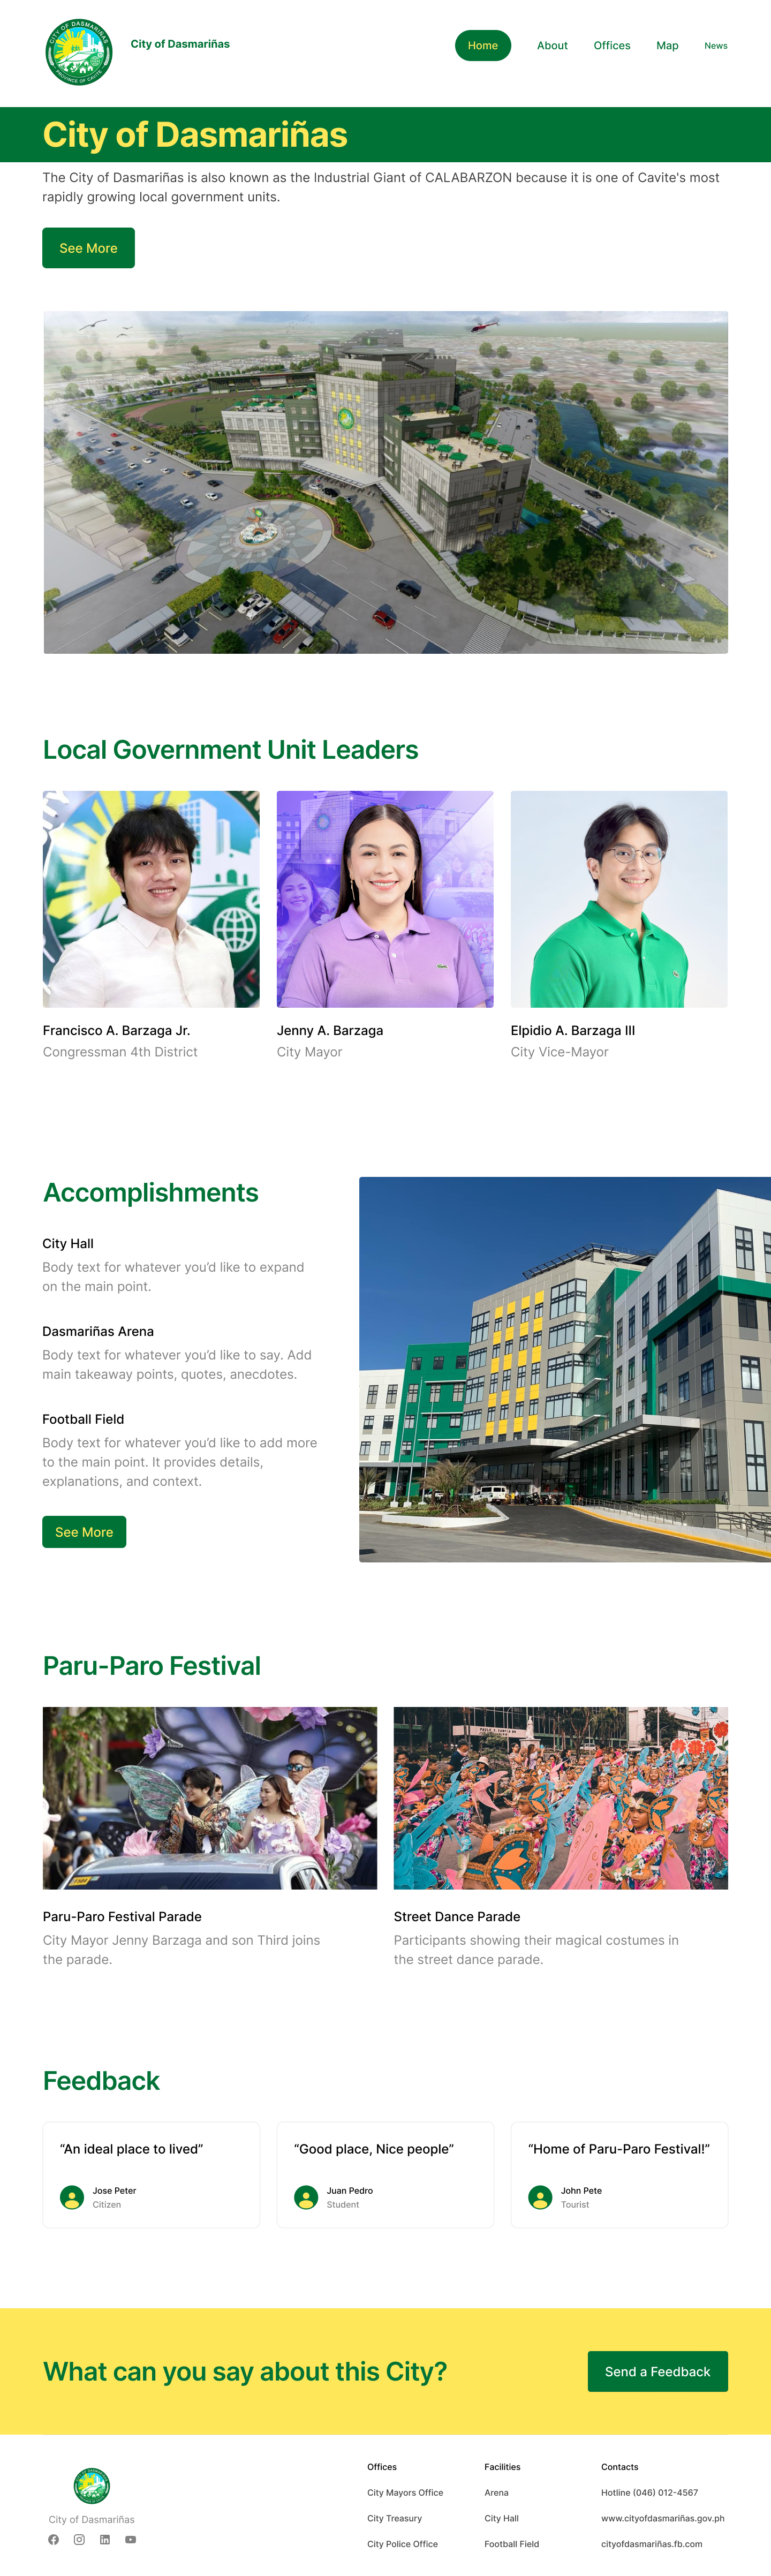 CITY OF DASMARIÑAS
PROVINCE OF CAVITE
City of Dasmariñas
Home
About
Offices
Map
News
City of Dasmariñas
The City of Dasmariñas is also known as the Industrial Giant of CALABARZON because it is one of Cavite's most
rapidly growing local government units.
See More
Local Government Unit Leaders
Francisco A. Barzaga Jr.
Congressman 4th District
Jenny A. Barzaga
City Mayor
Elpidio A. Barzaga III
City Vice-Mayor
Accomplishments
City Hall
Body text for whatever you’d like to expand
on the main point.
Dasmariñas Arena
Body text for whatever you’d like to say. Add
main takeaway points, quotes, anecdotes.
Football Field
Body text for whatever you’d like to add more
to the main point. It provides details,
explanations, and context.
See More
Paru-Paro Festival
Paru-Paro Festival Parade
City Mayor Jenny Barzaga and son Third joins
the parade.
Street Dance Parade
Participants showing their magical costumes in
the street dance parade.
Feedback
“An ideal place to lived”
Jose Peter
Citizen
“Good place, Nice people”
Juan Pedro
Student
“Home of Paru-Paro Festival!”
John Pete
Tourist
What can you say about this City?
Send a Feedback
City of Dasmariñas
Offices
City Mayors Office
City Treasury
City Police Office
Facilities
Arena
City Hall
Football Field
Contacts
Hotline (046) 012-4567
www.cityofdasmariñas.gov.ph
cityofdasmariñas.fb.com